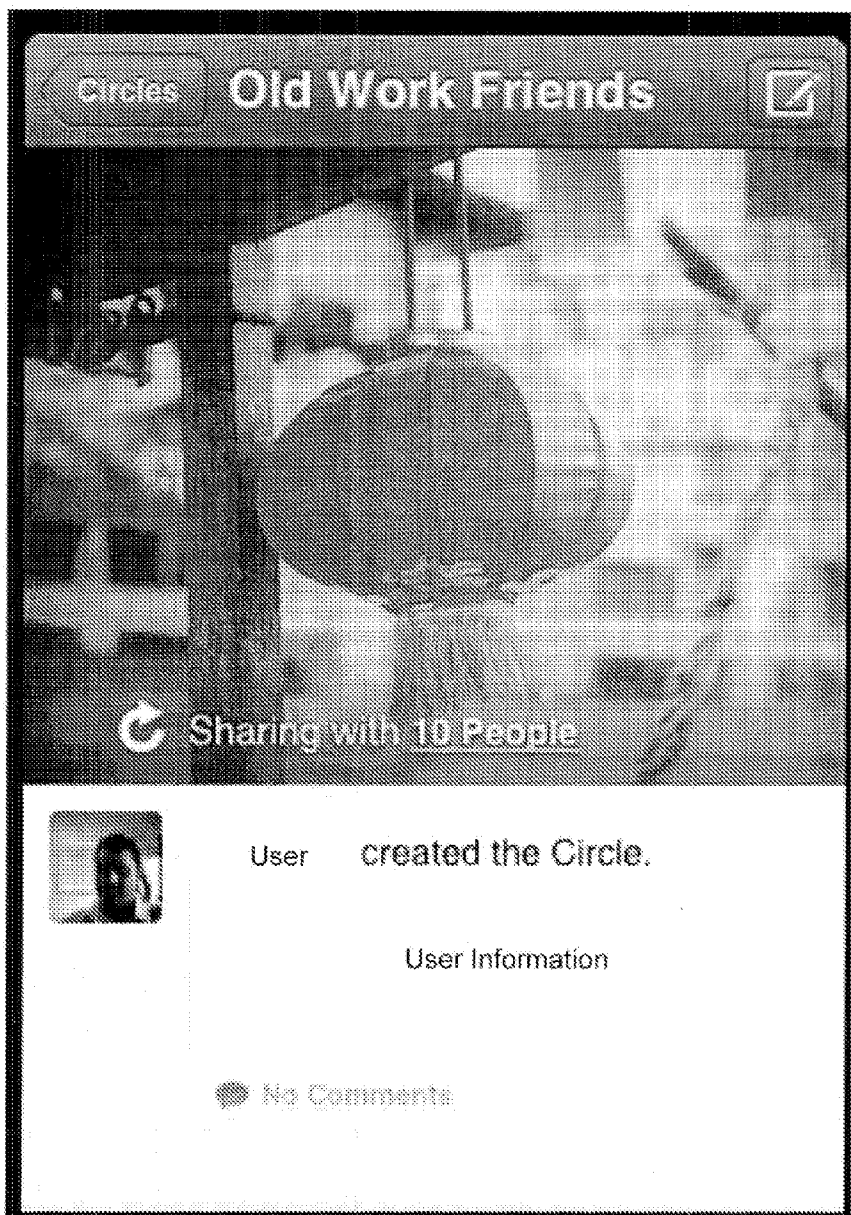 Circles Old Work Friends
Sharing with 10 People
User created the Circle.
User Information
No Comments